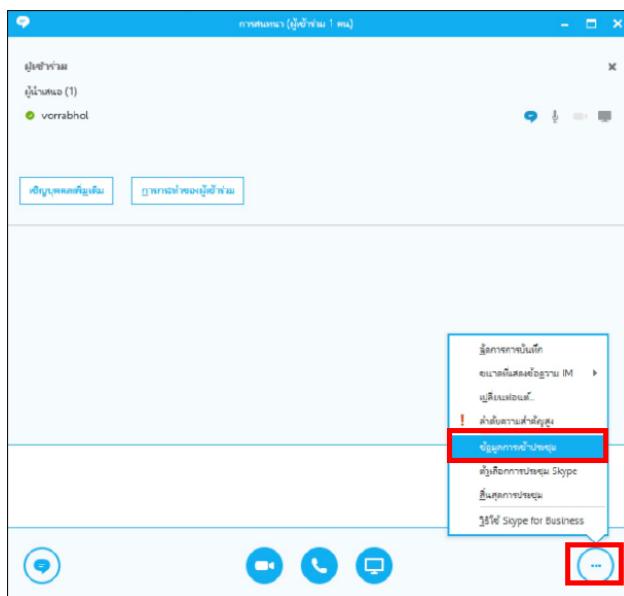 การสนทนา (ผู้เข้าร่วม 1 คน)
ผู้เข้าร่วม
ผู้นำเสนอ (1)
vorrabhol
เชิญบุคคลเพิ่มเติม
การกระทำของผู้เข้าร่วม
จัดการการบันทึก
ขนาดที่แสดงข้อความ IM
เปลี่ยนฟอนต์...
ลำดับความสำคัญสูง
ข้อมูลการเข้าประชุม
ตัวเลือกการประชุม Skype
สิ้นสุดการประชุม
วิธีใช้ Skype for Business